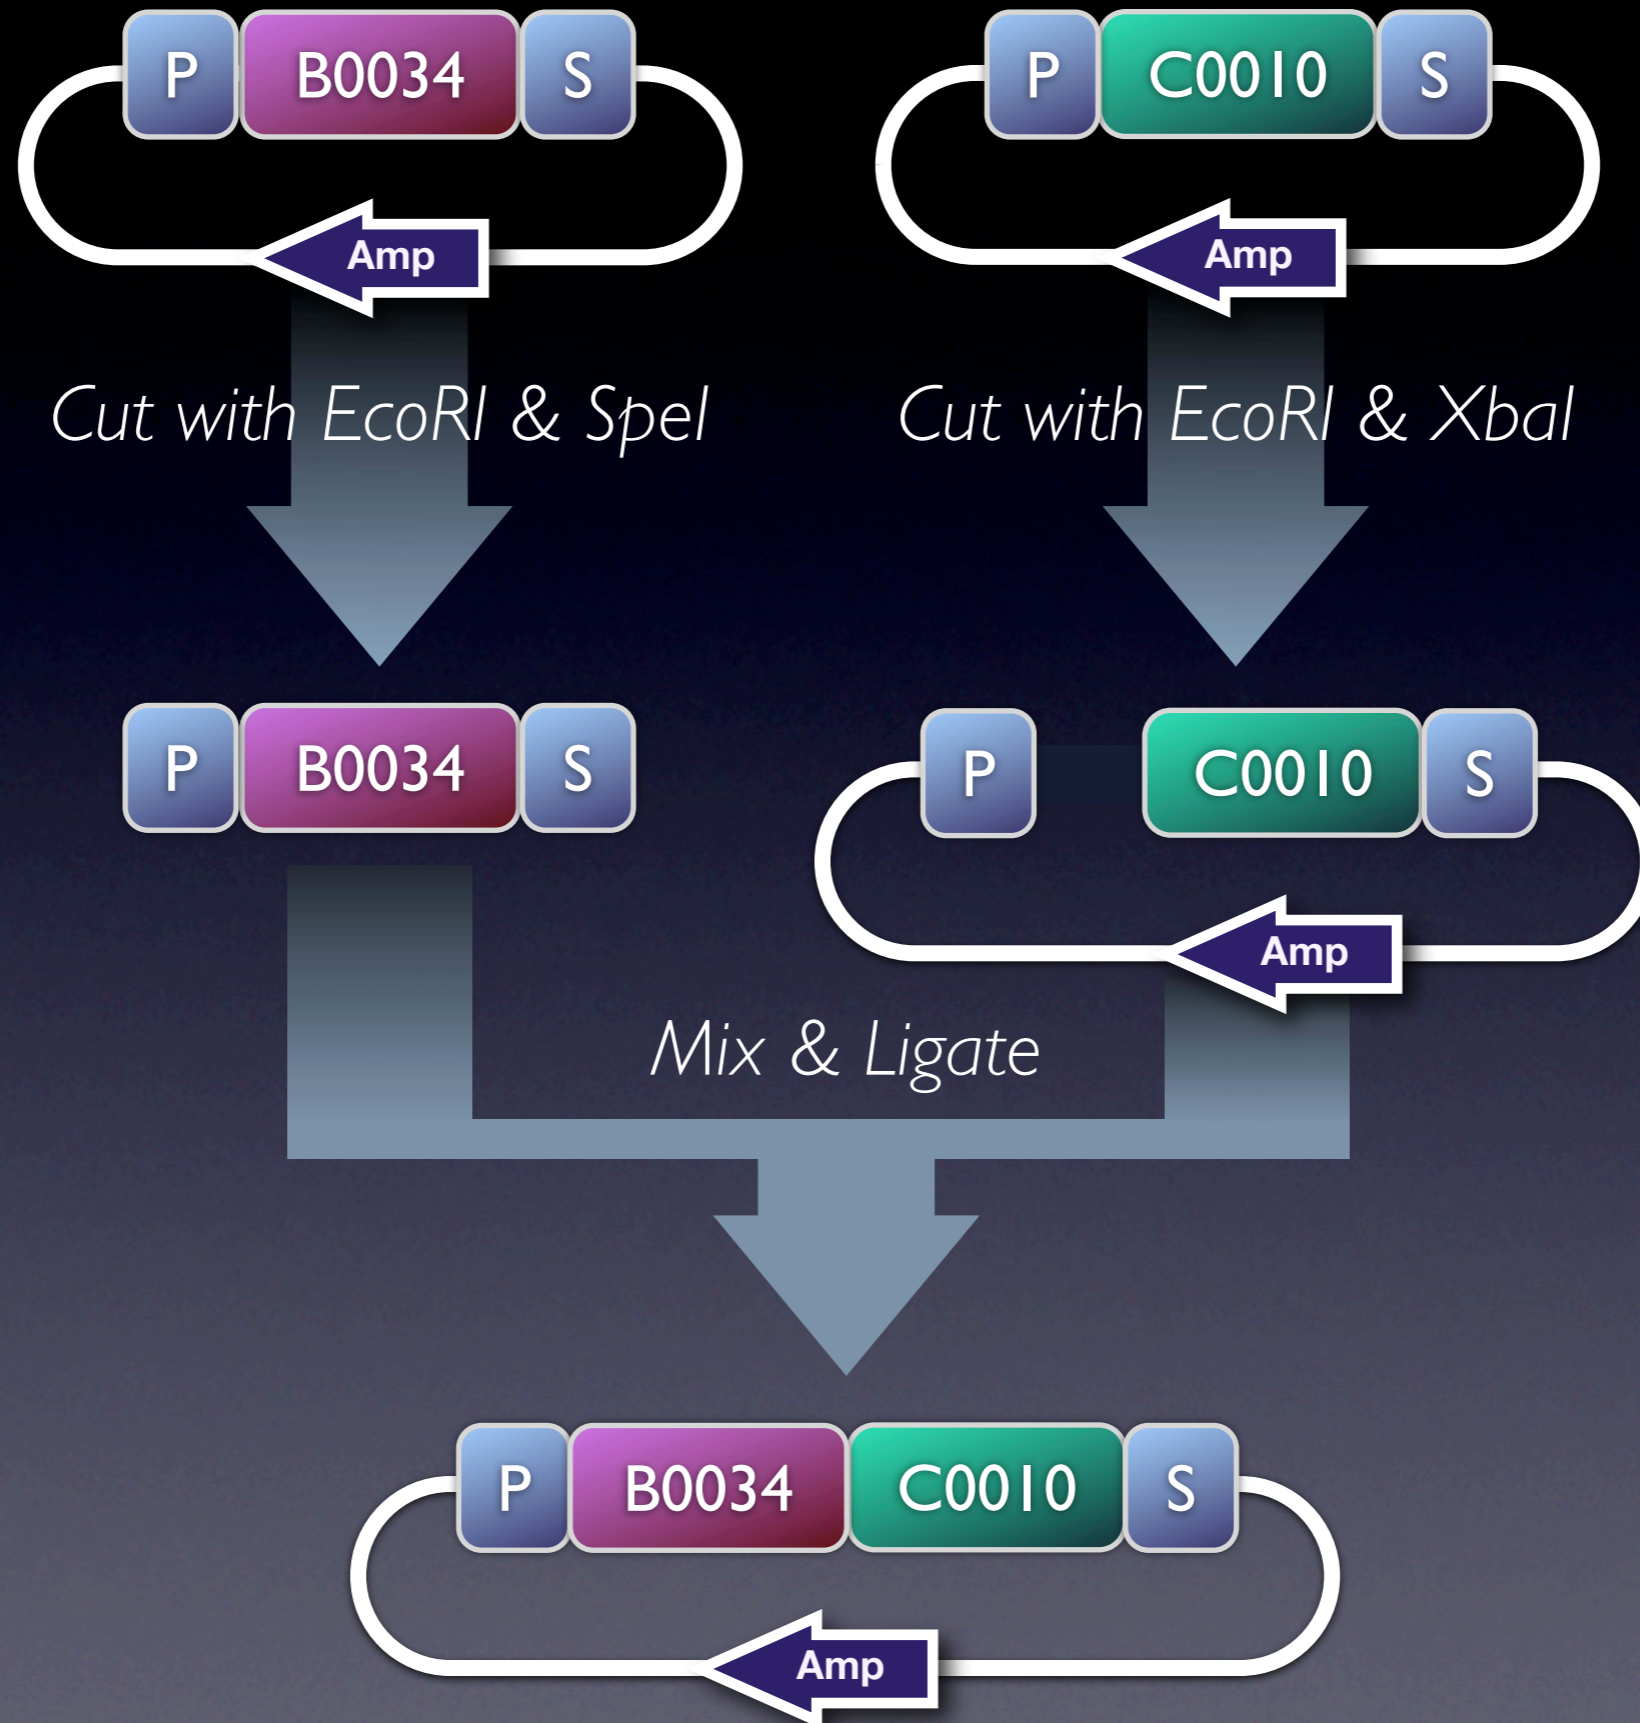 P B0034 S
P C0010 S
Amp
Amp
Cut with EcoRI & SpeI
Cut with EcoRI & XbaI
P B0034 S
P C0010 S
Amp
Mix & Ligate
P B0034 C0010 S
Amp